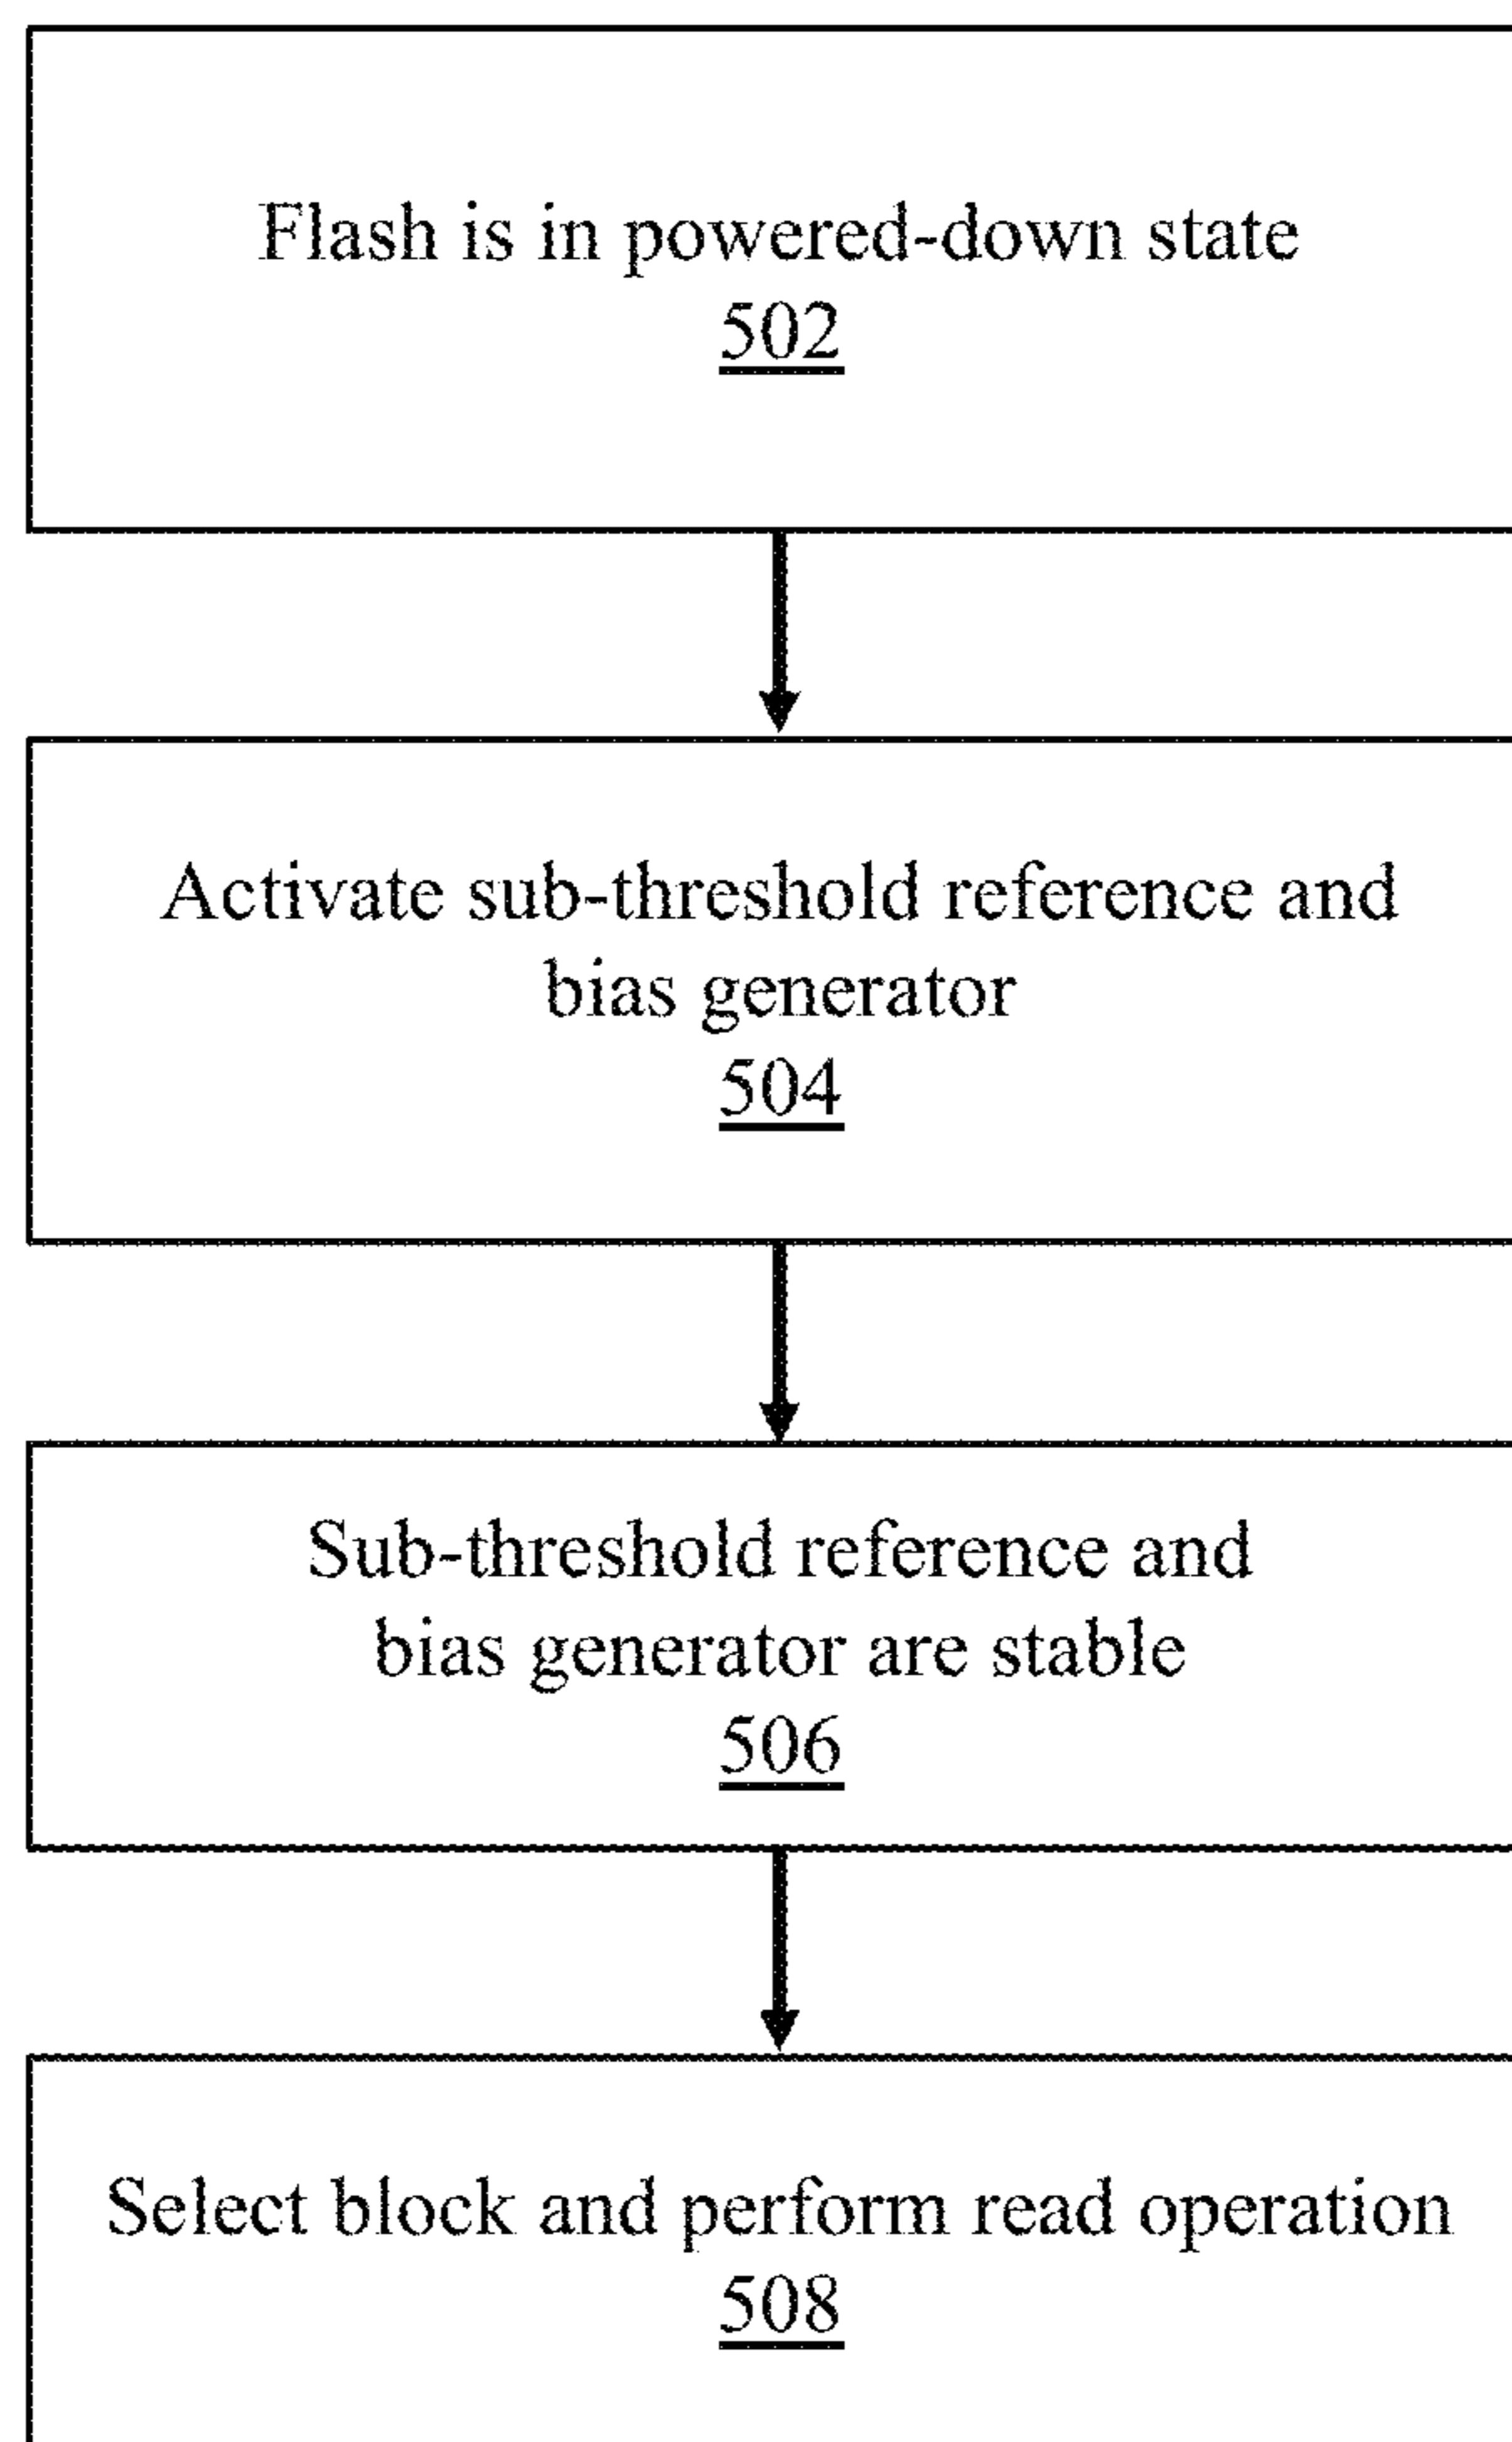 Flash is in powered-down state
502
Activate sub-threshold reference and
bias generator
504
Sub-threshold reference and
bias generator are stable
506
Select block and perform read operation
508